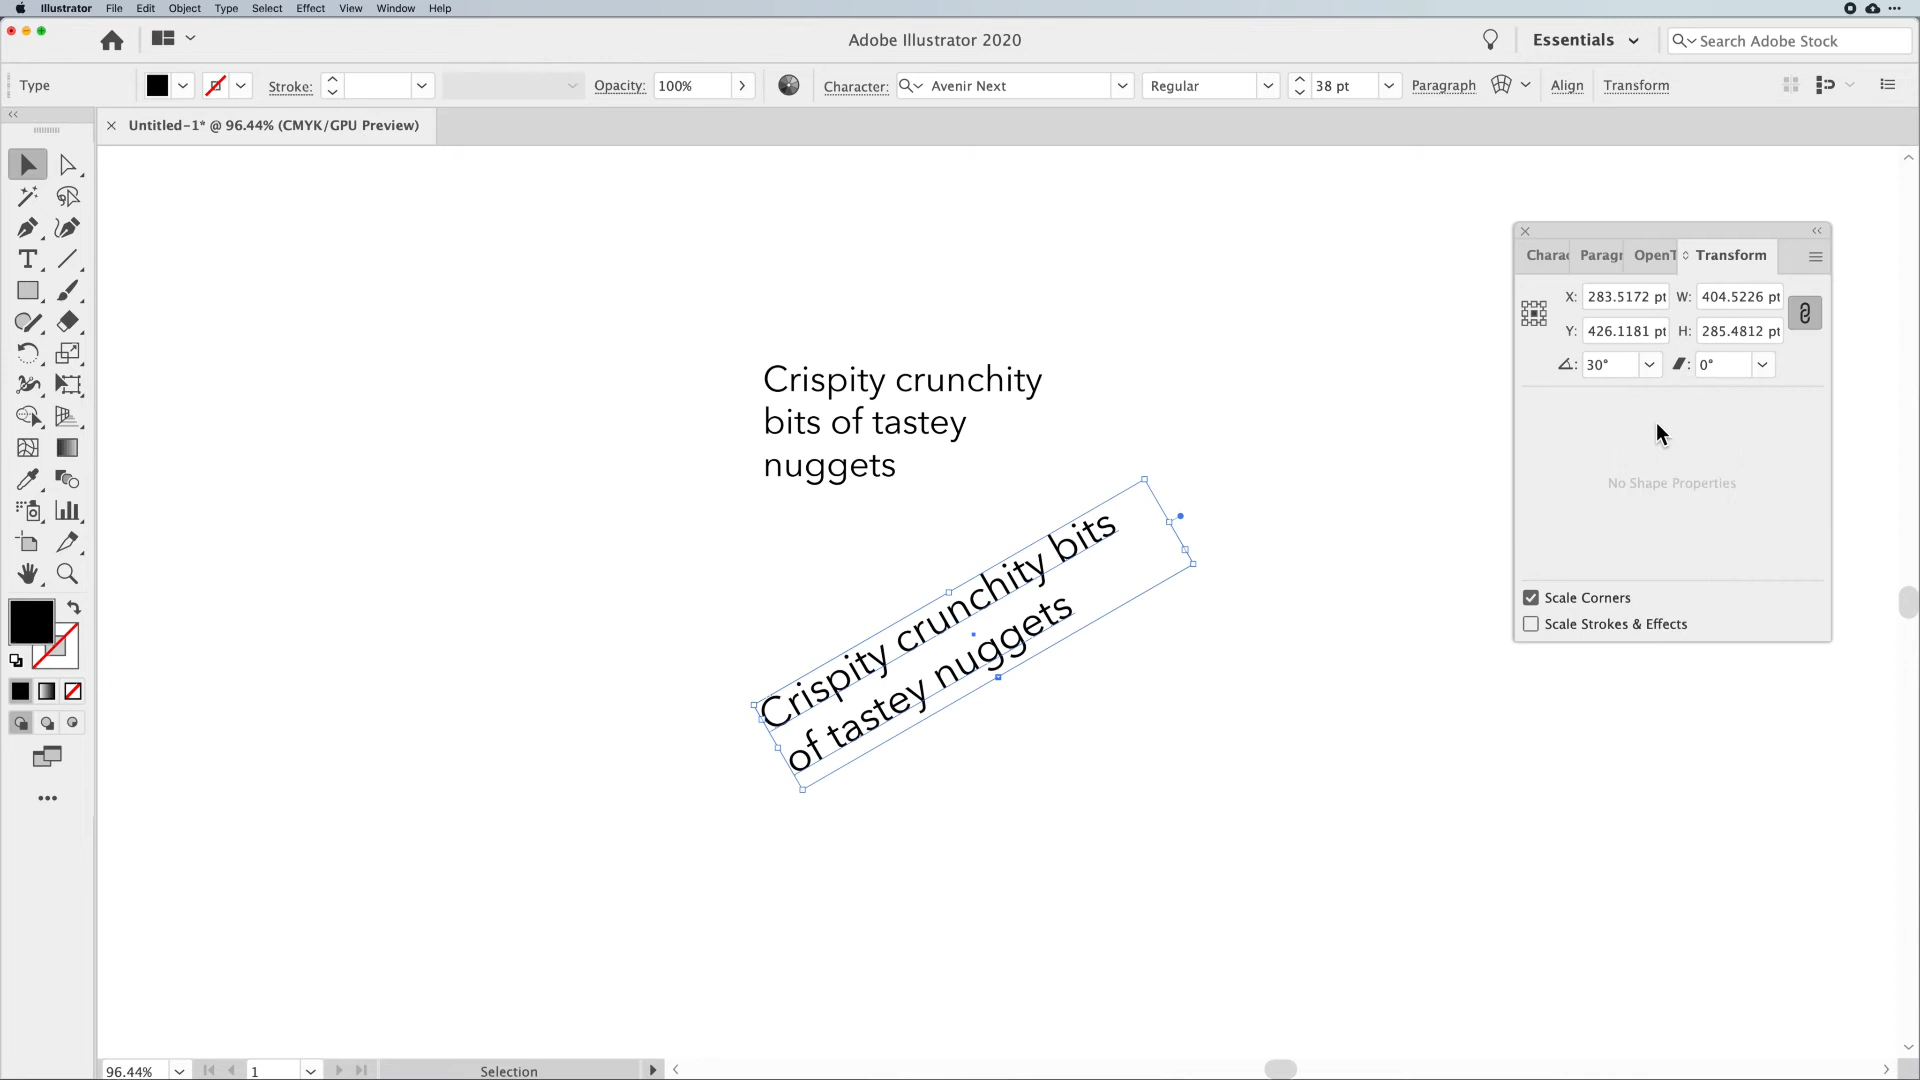 Illustrator File Edit Object Type Select Effect View Window Help
Adobe Illustrator 2020
Essentials
Search Adobe Stock
Type
Stroke:
Opacity: 100%
Character: Avenir Next
Regular
38 pt
Paragraph
Align
Transform
Untitled-1* @ 96.44% (CMYK/GPU Preview)
Charac Paragr OpenT Transform
X: 283.5172 pt W: 404.5226 pt
Y: 426.1181 pt H: 285.4812 pt
30° 0°
No Shape Properties
Scale Corners
Scale Strokes & Effects
Crispity crunchity
bits of tastey
nuggets
Crispity crunchity bits
of tastey nuggets
96.44% 1 Selection